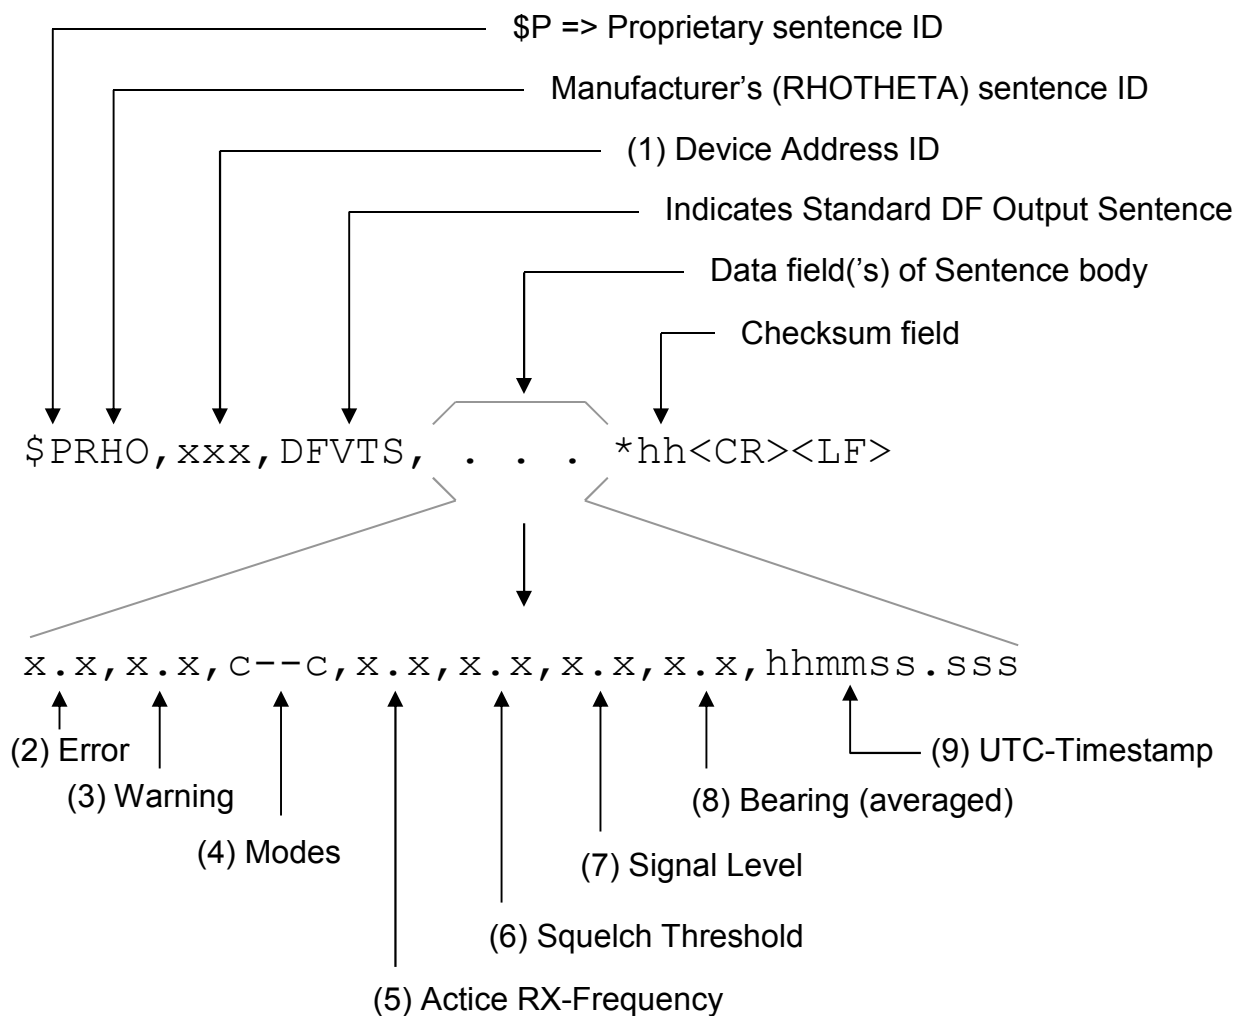 $P => Proprietary sentence ID
Manufacturer’s (RHOTHETA) sentence ID
(1) Device Address ID
Indicates Standard DF Output Sentence
Data field(’s) of Sentence body
Checksum field
$PRHO,xxx,DFVTS, . . . *hh<CR><LF>
x.x,x.x,c--c,x.x,x.x,x.x,x.x,hhmmss.sss
(2) Error
(9) UTC-Timestamp
(3) Warning
(8) Bearing (averaged)
(4) Modes
(7) Signal Level
(6) Squelch Threshold
(5) Actice RX-Frequency